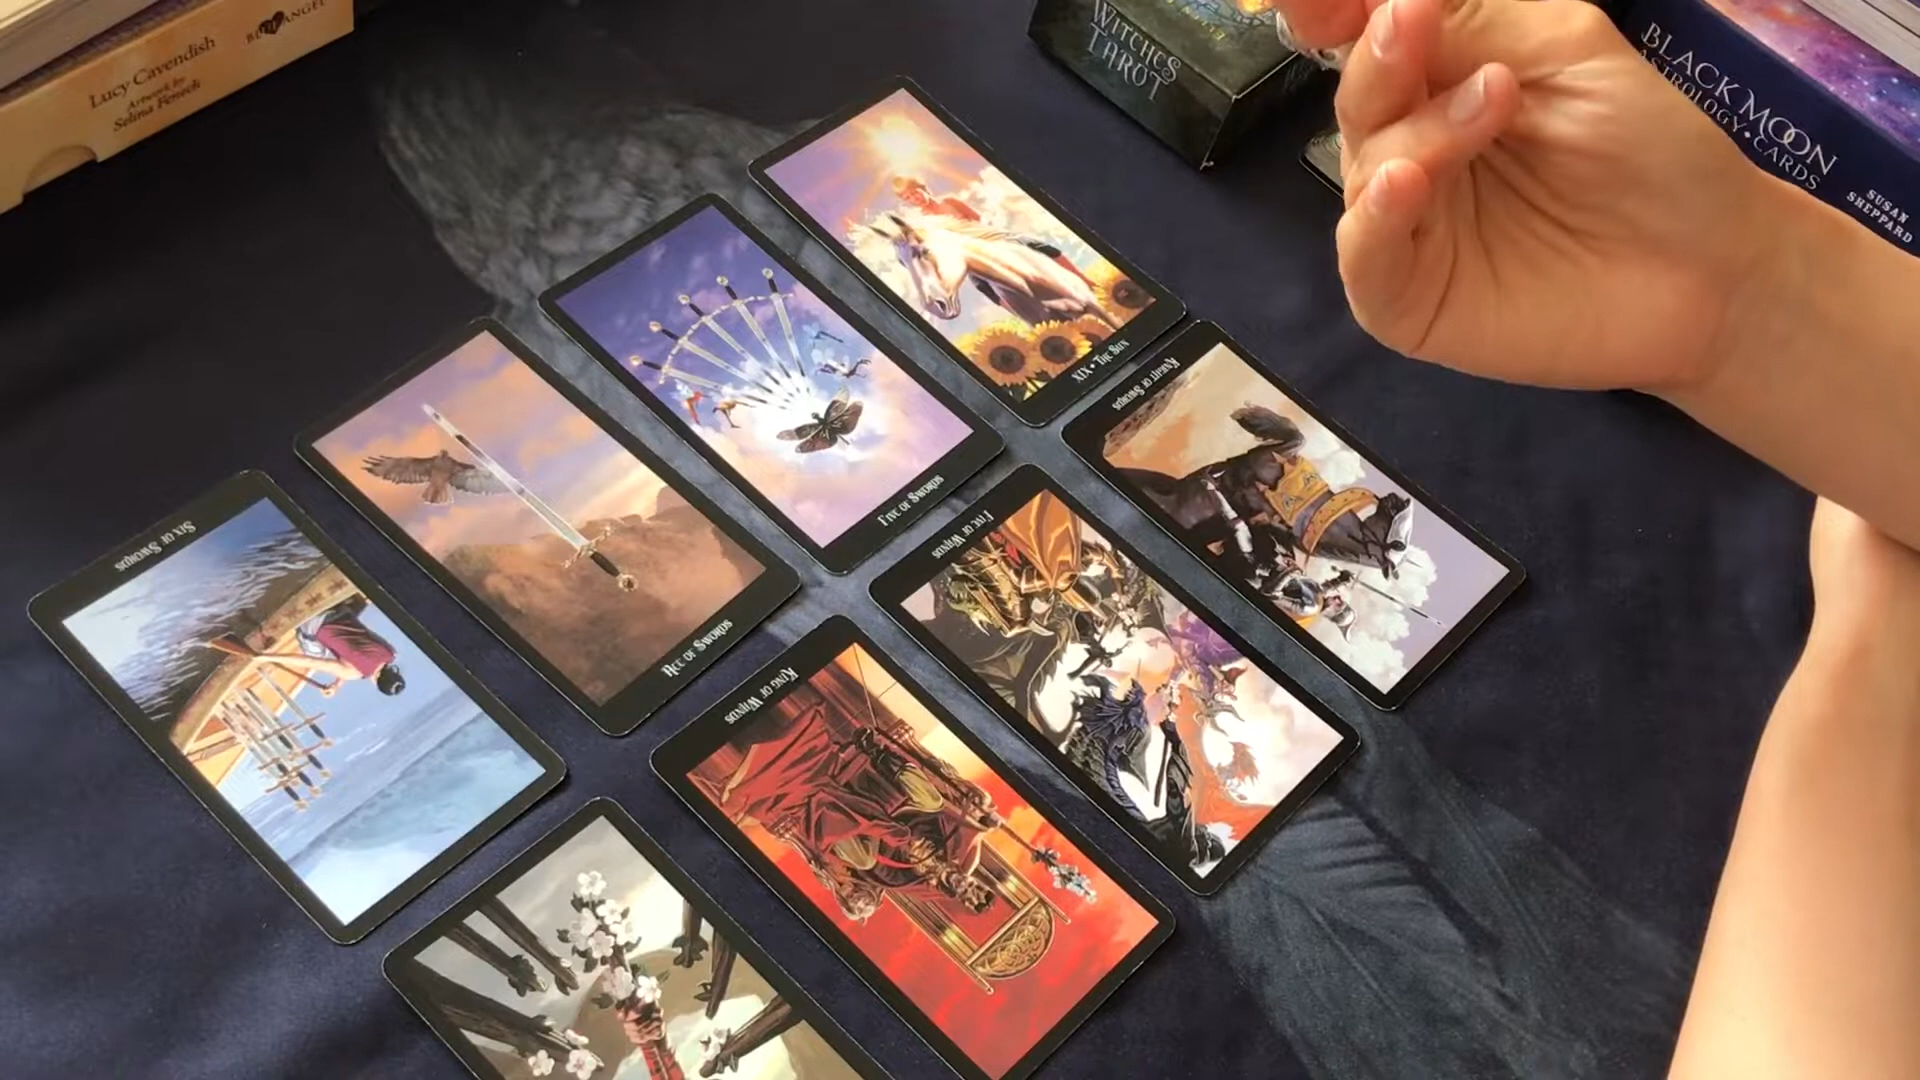 Lucy Cavendish
Artwork by
Selina Fenech
BLUE ANGEL
WITCHES
TAROT
BLACK MOON
ASTROLOGY • CARDS
SUSAN
SHEPPARD
XIX • THE SUN
KNIGHT OF SWORDS
FIVE OF SWORDS
FIVE OF WANDS
SIX OF SWORDS
ACE OF SWORDS
KING OF WANDS